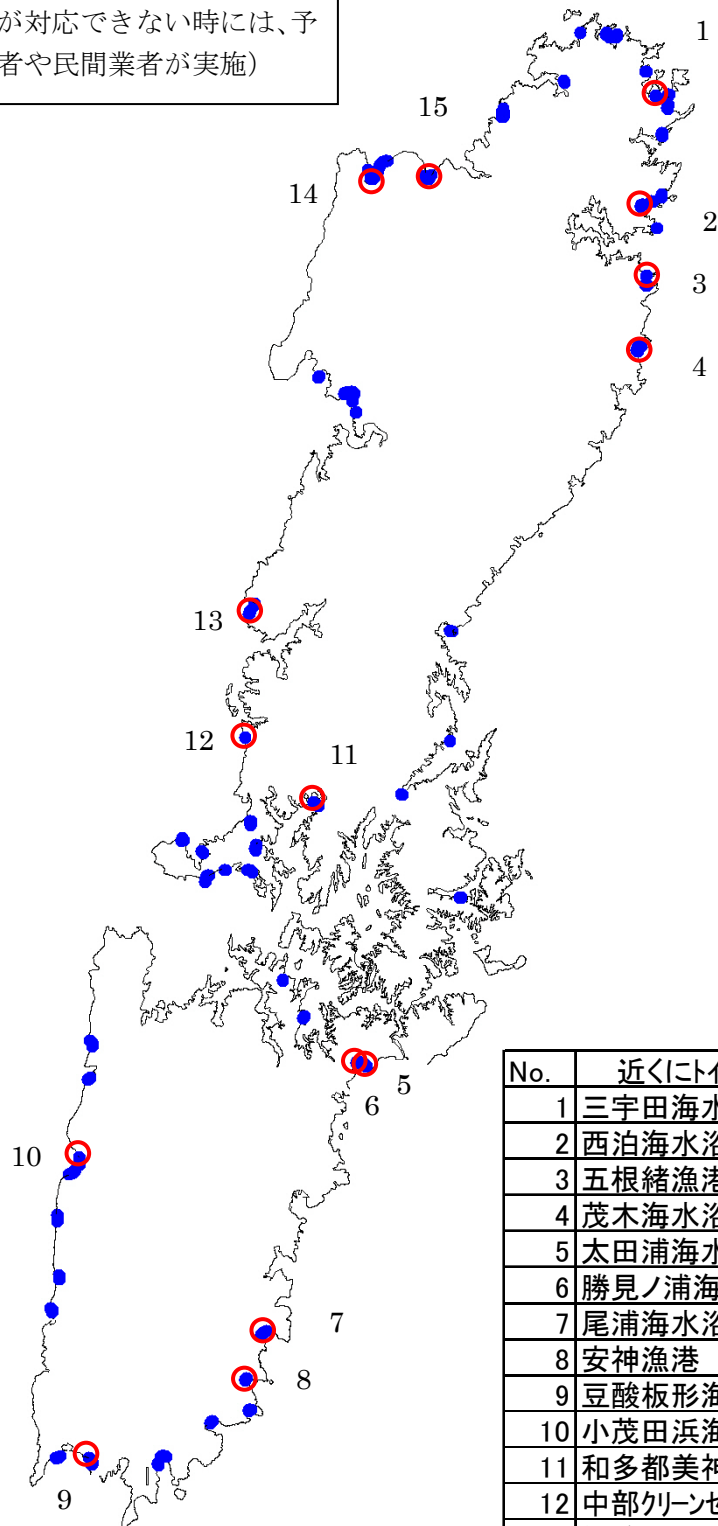 が対応できない時には、予
者や民間業者が実施）
1
15
14
2
3
4
13
12
11
5
6
10
7
8
9
No. 近くにトイ
1 三宇田海水
2 西泊海水浴
3 五根緒漁港
4 茂木海水浴
5 太田浦海水
6 勝見ノ浦海
7 尾浦海水浴
8 安神漁港
9 豆酸板形海
10 小茂田浜海
11 和多都美神
12 中部クリーンセ